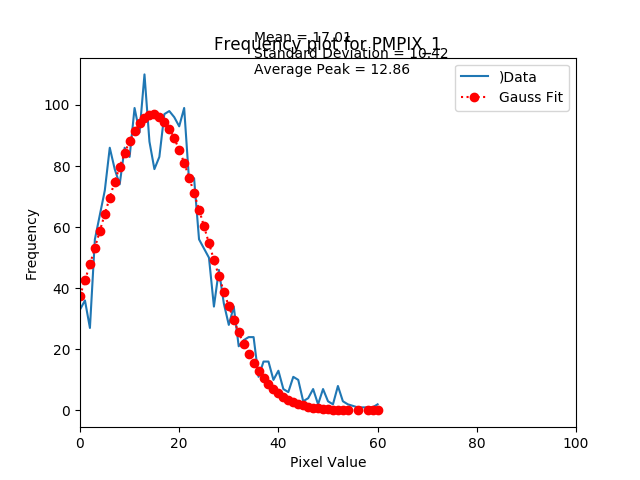 Mean = 17.01
Frequency plot for PMPIX_1
Standard Deviation = 10.42
Average Peak = 12.86
)Data
Gauss Fit
Frequency
100
80
60
40
20
0
0 20 40 60 80 100
Pixel Value